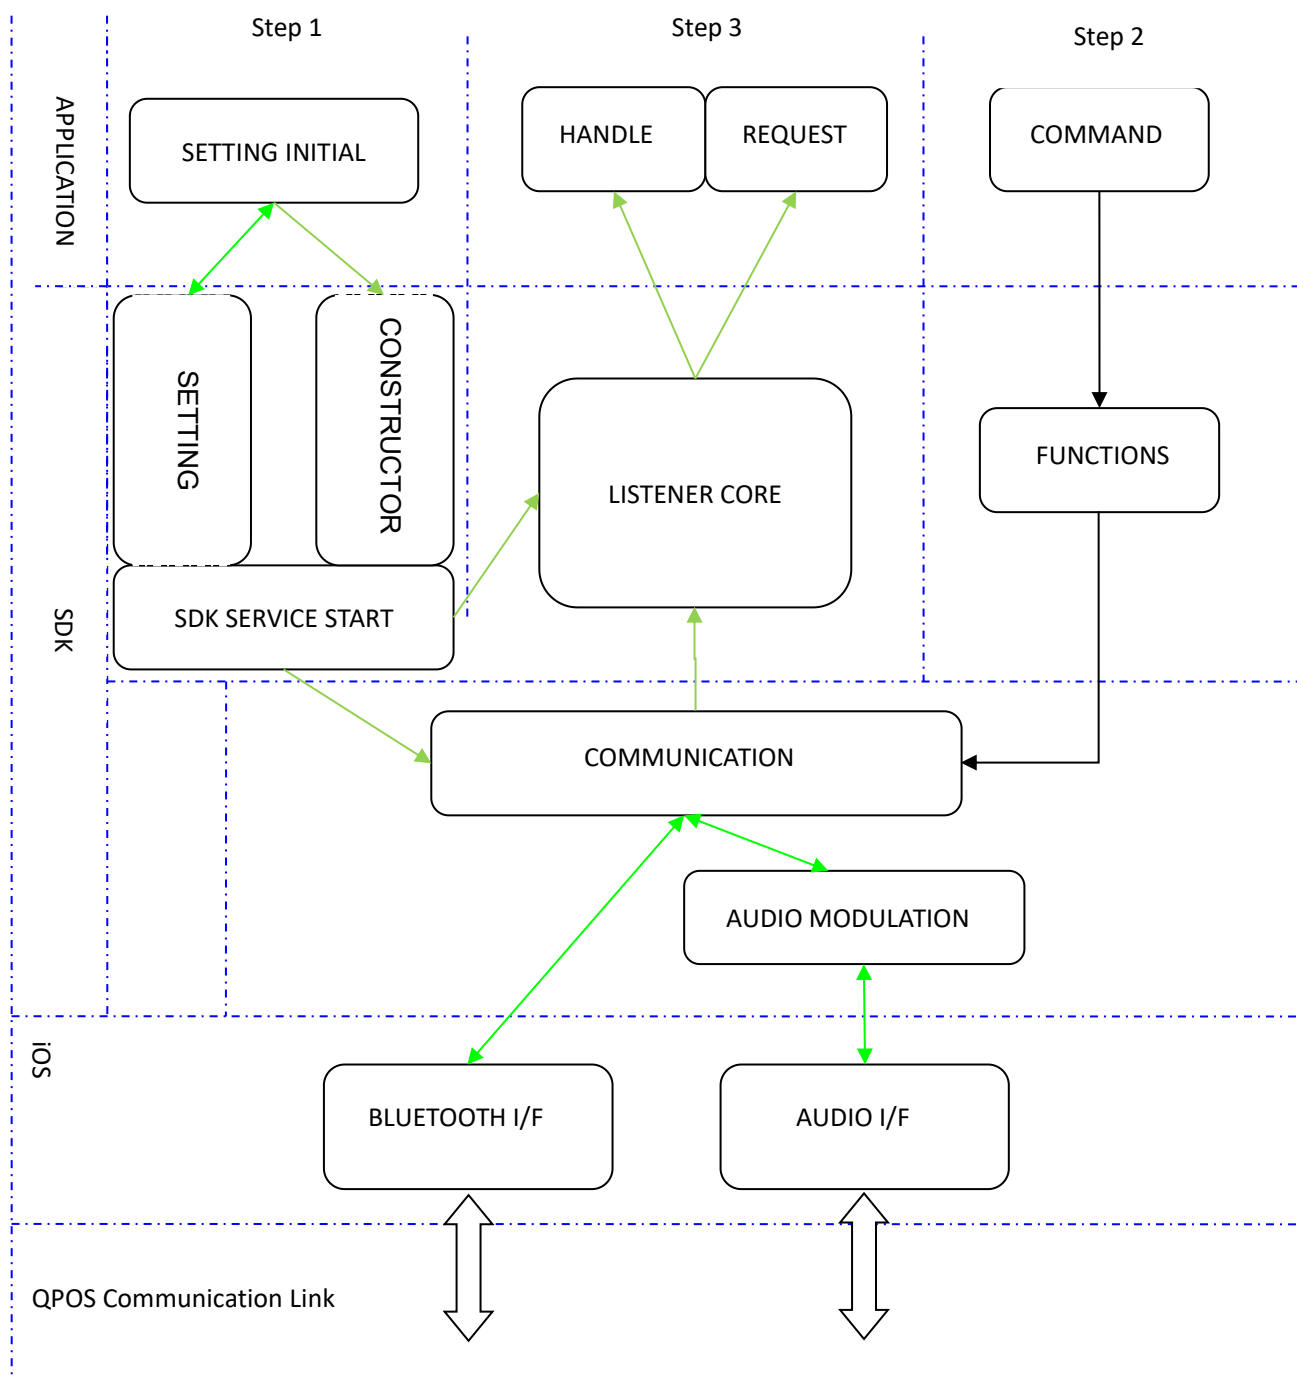 Step 1
Step 3
Step 2
APPLICATION
SETTING INITIAL
HANDLE
REQUEST
COMMAND
SDK
SETTING
CONSTRUCTOR
LISTENER CORE
FUNCTIONS
SDK SERVICE START
COMMUNICATION
AUDIO MODULATION
iOS
BLUETOOTH I/F
AUDIO I/F
QPOS Communication Link